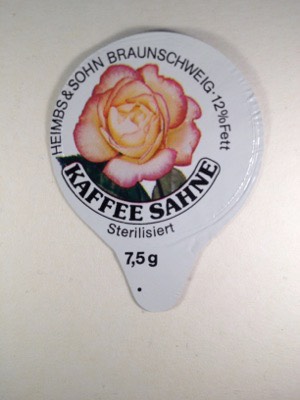 HEIMBS & SOHN BRAUNSCHWEIG · 12% Fett
KAFFEE SAHNE
Sterilisiert
7,5 g